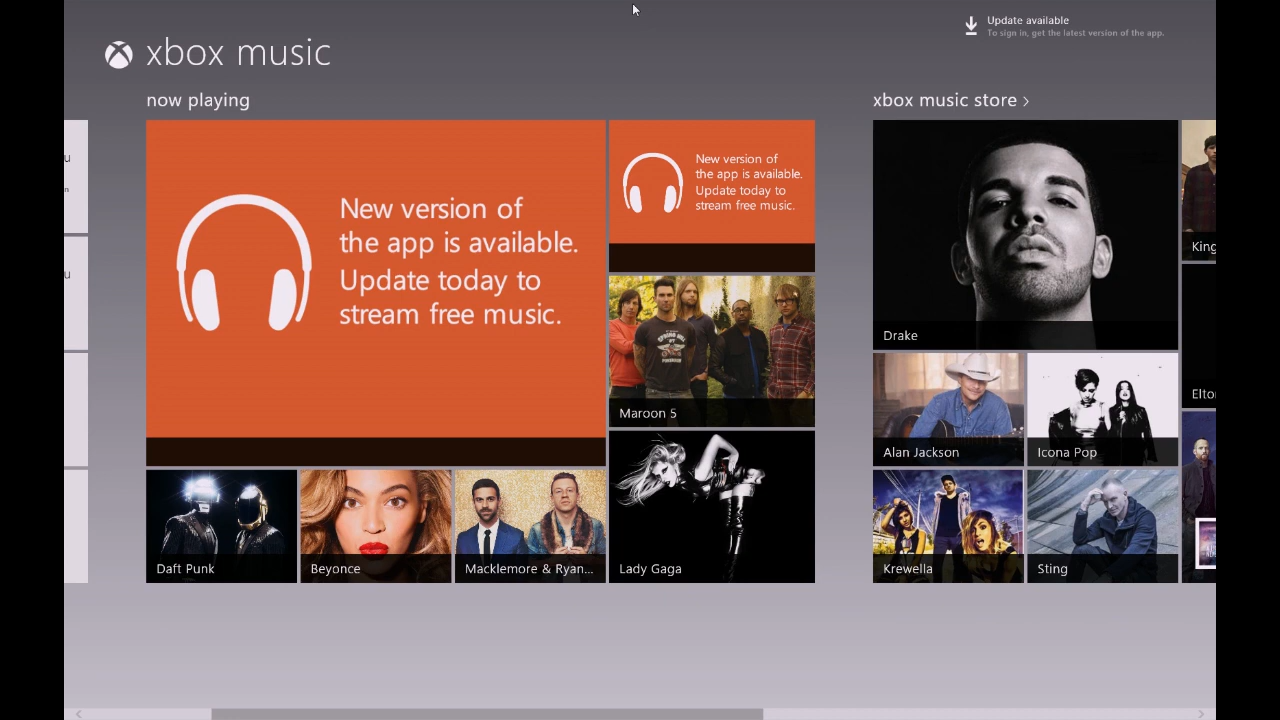 Update available
To sign in, get the latest version of the app.
xbox music
now playing
xbox music store
u
n
u
New version of
the app is available.
Update today to
stream free music.
New version of
the app is available.
Update today to
stream free music.
Maroon 5
Daft Punk
Beyonce
Macklemore & Ryan...
Lady Gaga
Drake
Alan Jackson
Icona Pop
Krewella
Sting
King
Elto